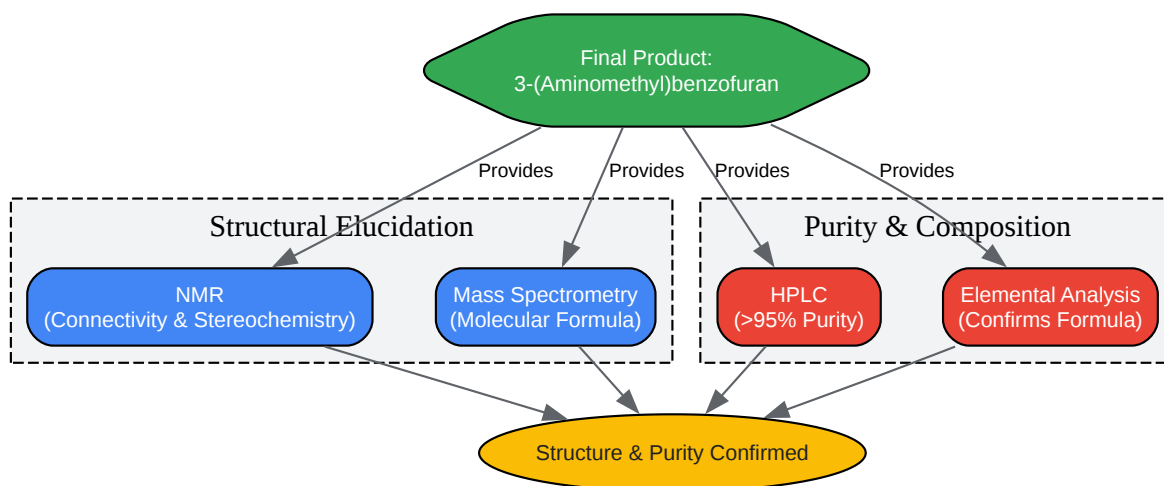 Final Product:
3-(Aminomethyl)benzofuran
Provides
Provides
Provides
Provides
Structural Elucidation
Purity & Composition
NMR
(Connectivity & Stereochemistry)
Mass Spectrometry
(Molecular Formula)
HPLC
(>95% Purity)
Elemental Analysis
(Confirms Formula)
Structure & Purity Confirmed